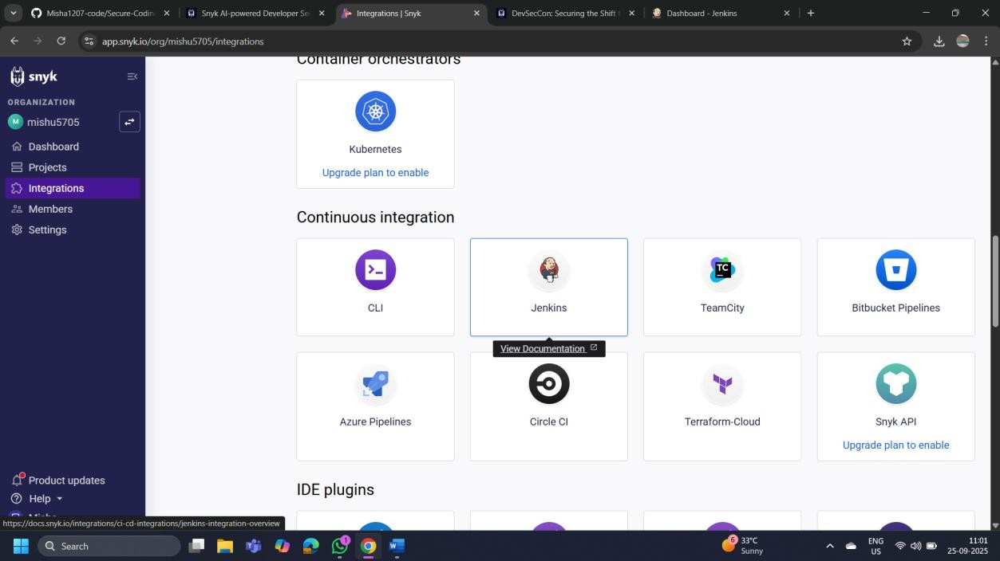 Misha1207-code/Secure-Codin
Snyk AI-powered Developer Se
Integrations | Snyk
DevSecCon: Securing the Shift t
Dashboard - Jenkins
app.snyk.io/org/mishu5705/integrations
snyk
ORGANIZATION
M
mishu5705
Dashboard
Projects
Integrations
Members
Settings
Product updates
Help
Container orchestrators
Kubernetes
Upgrade plan to enable
Continuous integration
CLI
Jenkins
TC
TeamCity
Bitbucket Pipelines
View Documentation
Azure Pipelines
Circle CI
Terraform-Cloud
Snyk API
Upgrade plan to enable
IDE plugins
https://docs.snyk.io/integrations/ci-cd-integrations/jenkins-integration-overview
Search
1
6
33°C
Sunny
ENG
US
11:01
25-09-2025